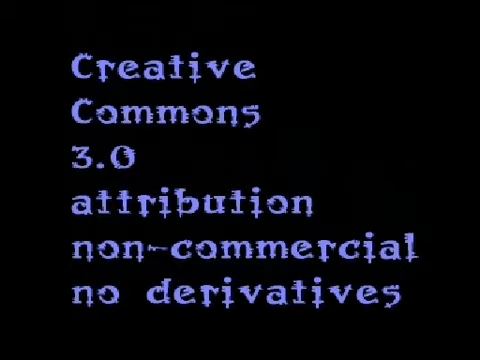 Creative
Commons
3.0
attribution
non-commercial
no derivatives